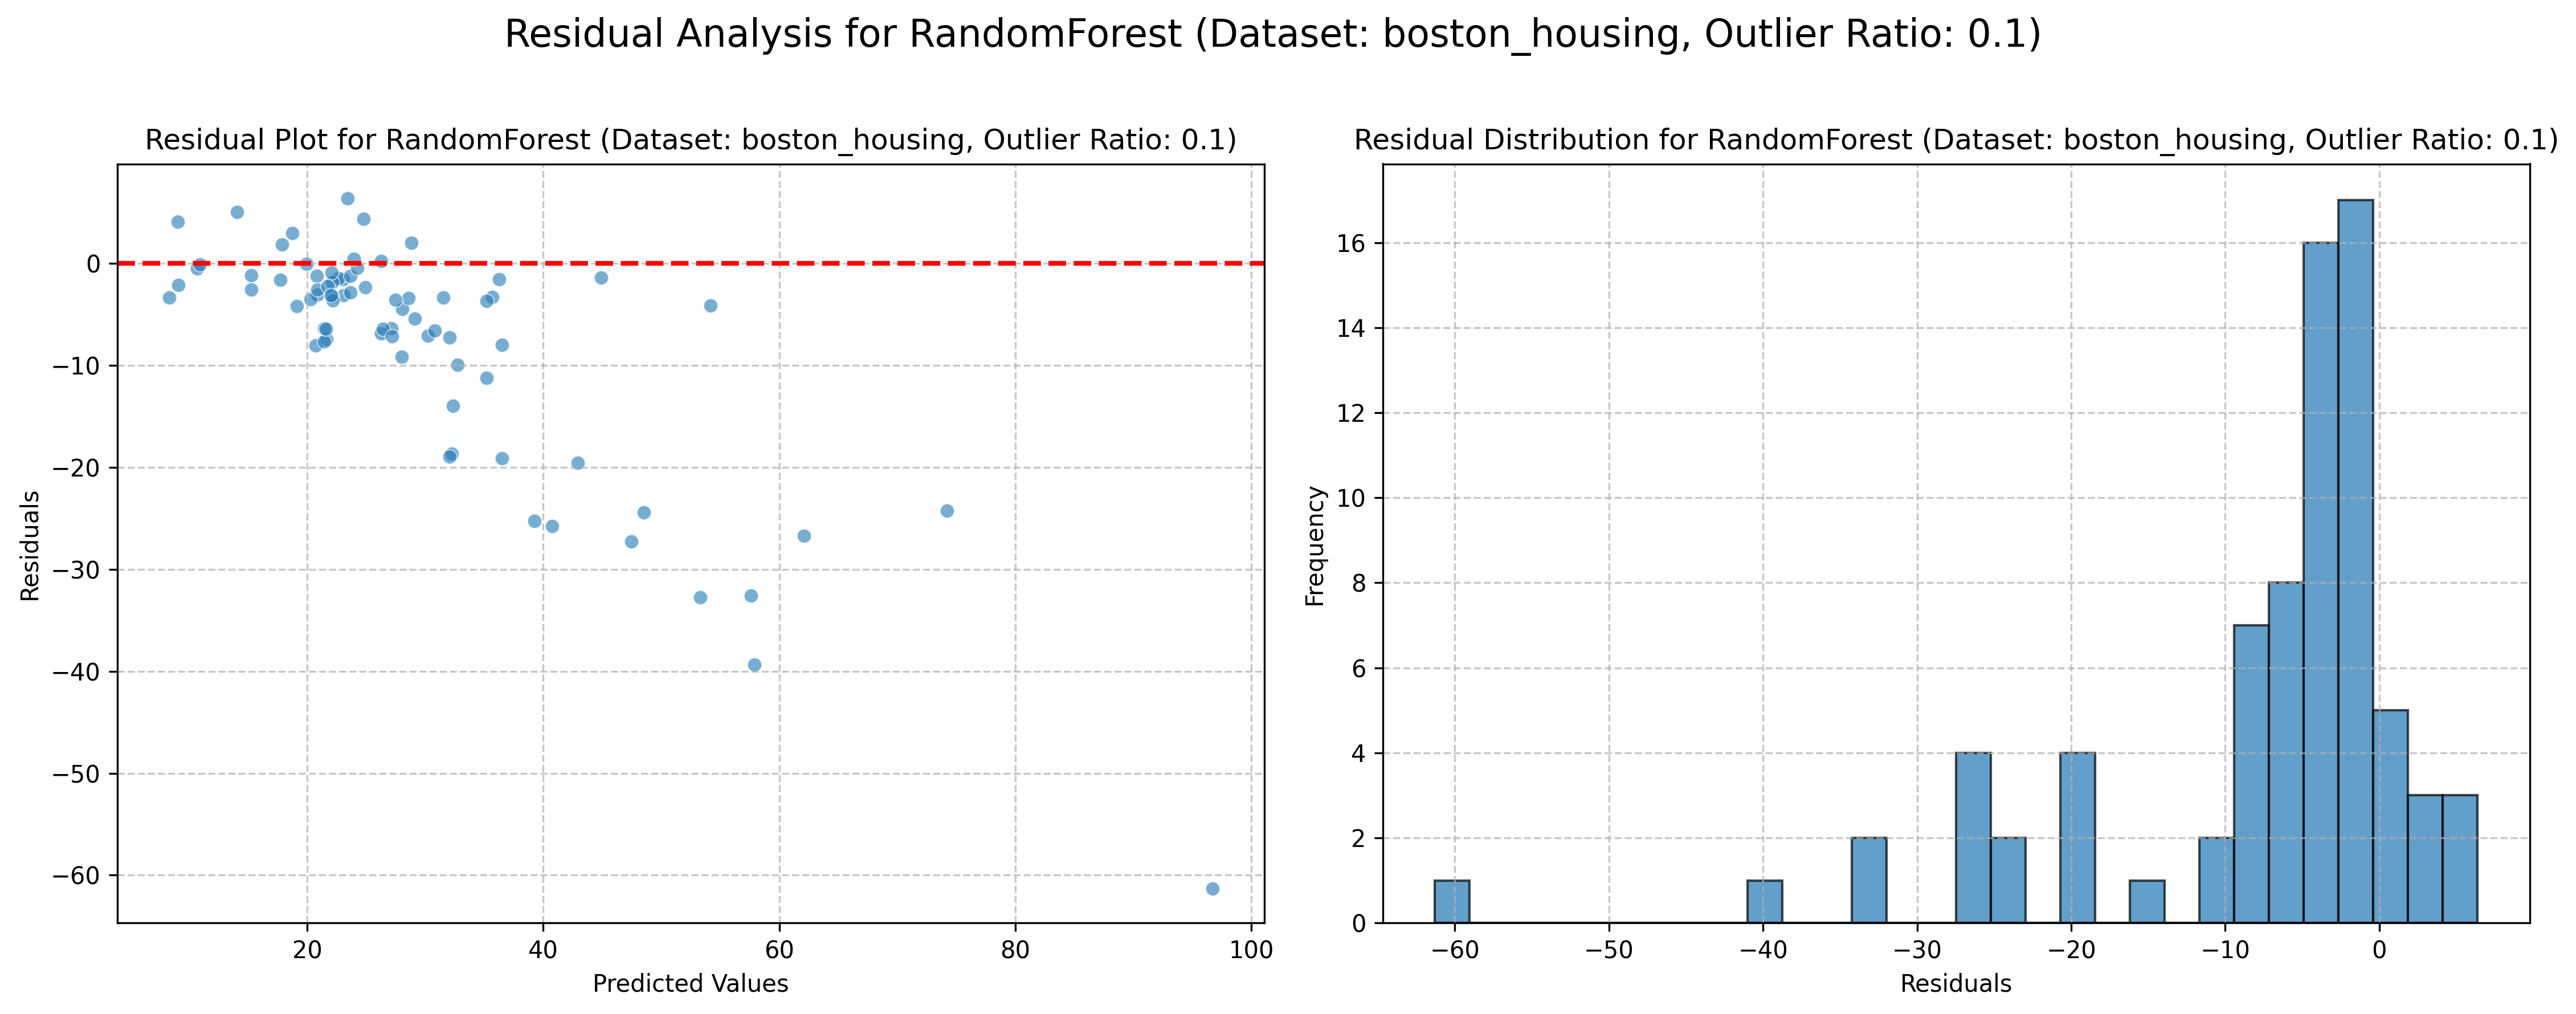 Residual Analysis for RandomForest (Dataset: boston_housing, Outlier Ratio: 0.1)
Residual Plot for RandomForest (Dataset: boston_housing, Outlier Ratio: 0.1)
0
−10
−20
−30
−40
−50
−60
Residuals
20 40 60 80 100
Predicted Values
Residual Distribution for RandomForest (Dataset: boston_housing, Outlier Ratio: 0.1)
16
14
12
10
8
6
4
2
0
Frequency
−60 −50 −40 −30 −20 −10 0
Residuals